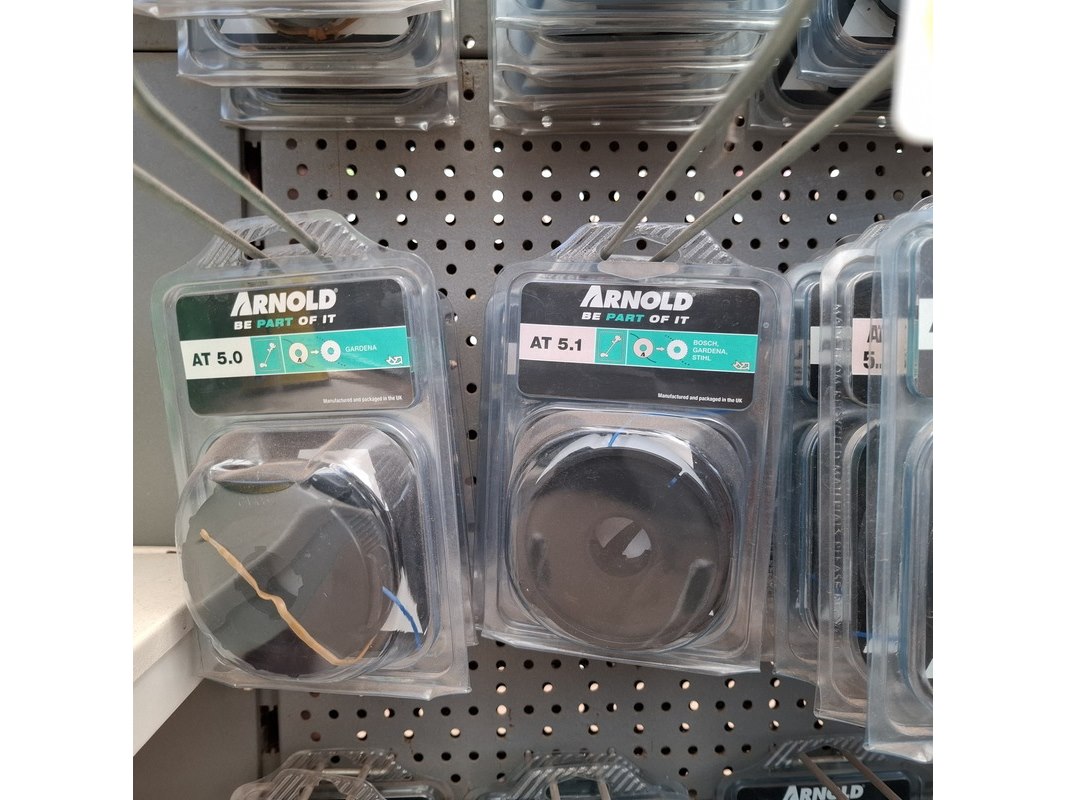 ARNOLD®
BE PART OF IT
AT 5.0
A
GARDENA
Manufactured and packaged in the UK
ARNOLD®
BE PART OF IT
AT 5.1
A
BOSCH,
GARDENA,
STIHL
Manufactured and packaged in the UK
ARNOLD